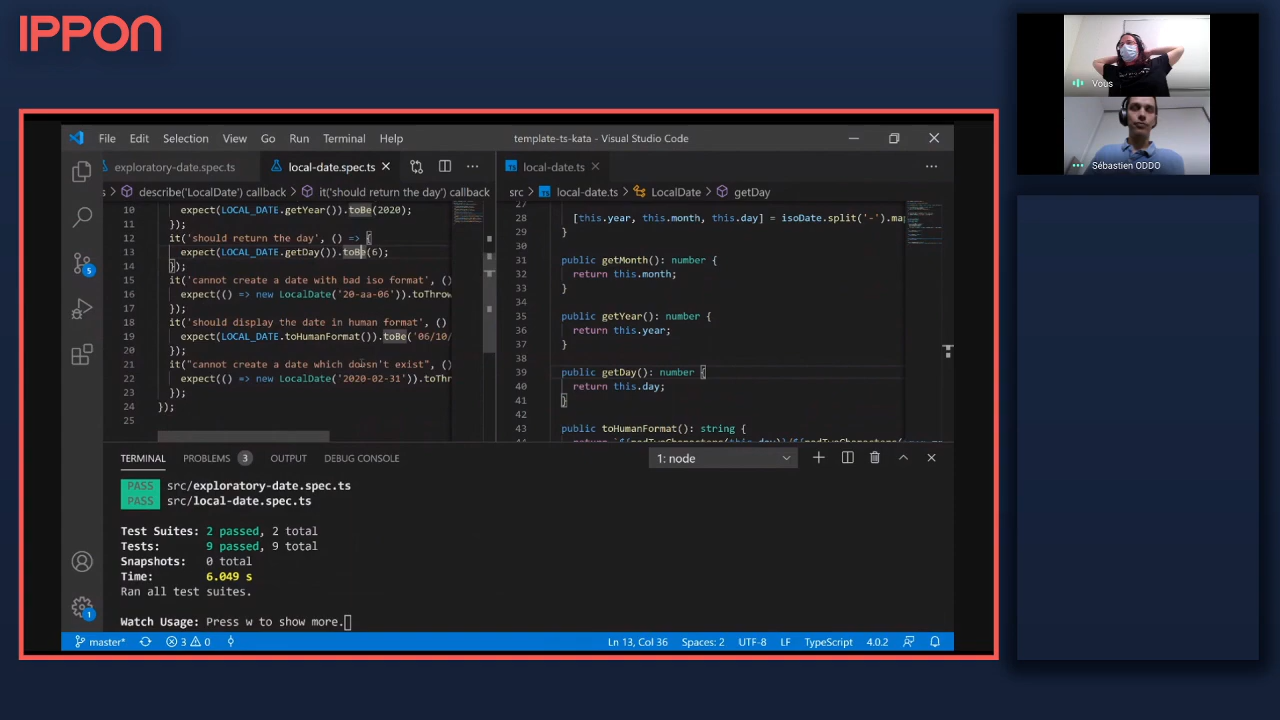 IPPON
File Edit Selection View Go Run Terminal Help
template-ts-kata - Visual Studio Code
exploratory-date.spec.ts
local-date.spec.ts
describe('LocalDate') callback
it('should return the day') callback
10 expect(LOCAL_DATE.getYear()).toBe(2020);
11 });
12 it('should return the day', () => {
13 expect(LOCAL_DATE.getDay()).toBe(6);
14 });
15 it('cannot create a date with bad iso format', ()
16 expect(() => new LocalDate('20-aa-06')).toThrow
17 });
18 it('should display the date in human format', ()
19 expect(LOCAL_DATE.toHumanFormat()).toBe('06/10/
20 });
21 it("cannot create a date which doesn't exist", ()
22 expect(() => new LocalDate('2020-02-31')).toThr
23 });
24 });
25
local-date.ts
src local-date.ts LocalDate getDay
27
28 [this.year, this.month, this.day] = isoDate.split('-').ma
29 }
30
31 public getMonth(): number {
32 return this.month;
33 }
34
35 public getYear(): number {
36 return this.year;
37 }
38
39 public getDay(): number {
40 return this.day;
41 }
42
43 public toHumanFormat(): string {
TERMINAL PROBLEMS 3 OUTPUT DEBUG CONSOLE
1: node
PASS src/exploratory-date.spec.ts
PASS src/local-date.spec.ts
Test Suites: 2 passed, 2 total
Tests: 9 passed, 9 total
Snapshots: 0 total
Time: 6.049 s
Ran all test suites.
Watch Usage: Press w to show more.
5
1
master* 3 0
Ln 13, Col 36 Spaces: 2 UTF-8 LF TypeScript 4.0.2
Vous
Sébastien ODDO